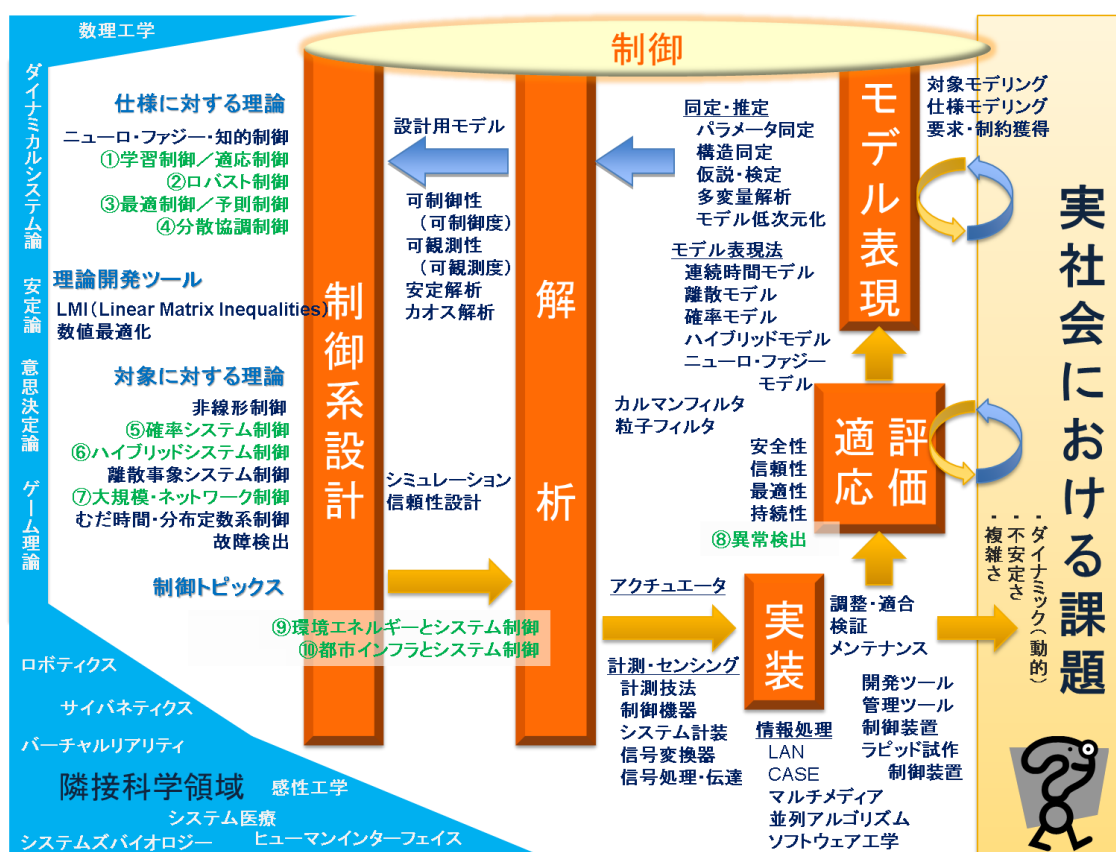 数理工学
制御
ダイナミカルシステム論
安定論
意思決定論
ゲーム理論
仕様に対する理論
ニューロ・ファジー・知的制御
①学習制御／適応制御
②ロバスト制御
③最適制御／予則制御
④分散協調制御
理論開発ツール
LMI(Linear Matrix Inequalities)
数値最適化
対象に対する理論
非線形制御
⑤確率システム制御
⑥ハイブリッドシステム制御
離散事象システム制御
⑦大規模・ネットワーク制御
むだ時間・分布定数系制御
故障検出
制御トピックス
⑨環境エネルギーとシステム制御
⑩都市インフラとシステム制御
制御系設計
設計用モデル
可制御性
（可制御度）
可観測性
（可観測度）
安定解析
カオス解析
シミュレーション
信頼性設計
解析
同定・推定
パラメータ同定
構造同定
仮説・検定
多変量解析
モデル低次元化
モデル表現法
連続時間モデル
離散モデル
確率モデル
ハイブリッドモデル
ニューロ・ファジー
モデル
カルマンフィルタ
粒子フィルタ
安全性
信頼性
最適性
持続性
⑧異常検出
モデル表現
対象モデリング
仕様モデリング
要求・制約獲得
評価
適応
アクチュエータ
計測・センシング
計測技法
制御機器
システム計装
信号変換器
信号処理・伝達
実装
調整・適合
検証
メンテナンス
情報処理
LAN
CASE
マルチメディア
並列アルゴリズム
ソフトウェア工学
開発ツール
管理ツール
制御装置
ラピッド試作
制御装置
実社会における課題
・ダイナミック（動的）
・不安定さ
・複雑さ
ロボティクス
サイバネティクス
バーチャルリアリティ
隣接科学領域
感性工学
システム医療
システムズバイオロジー
ヒューマンインターフェイス